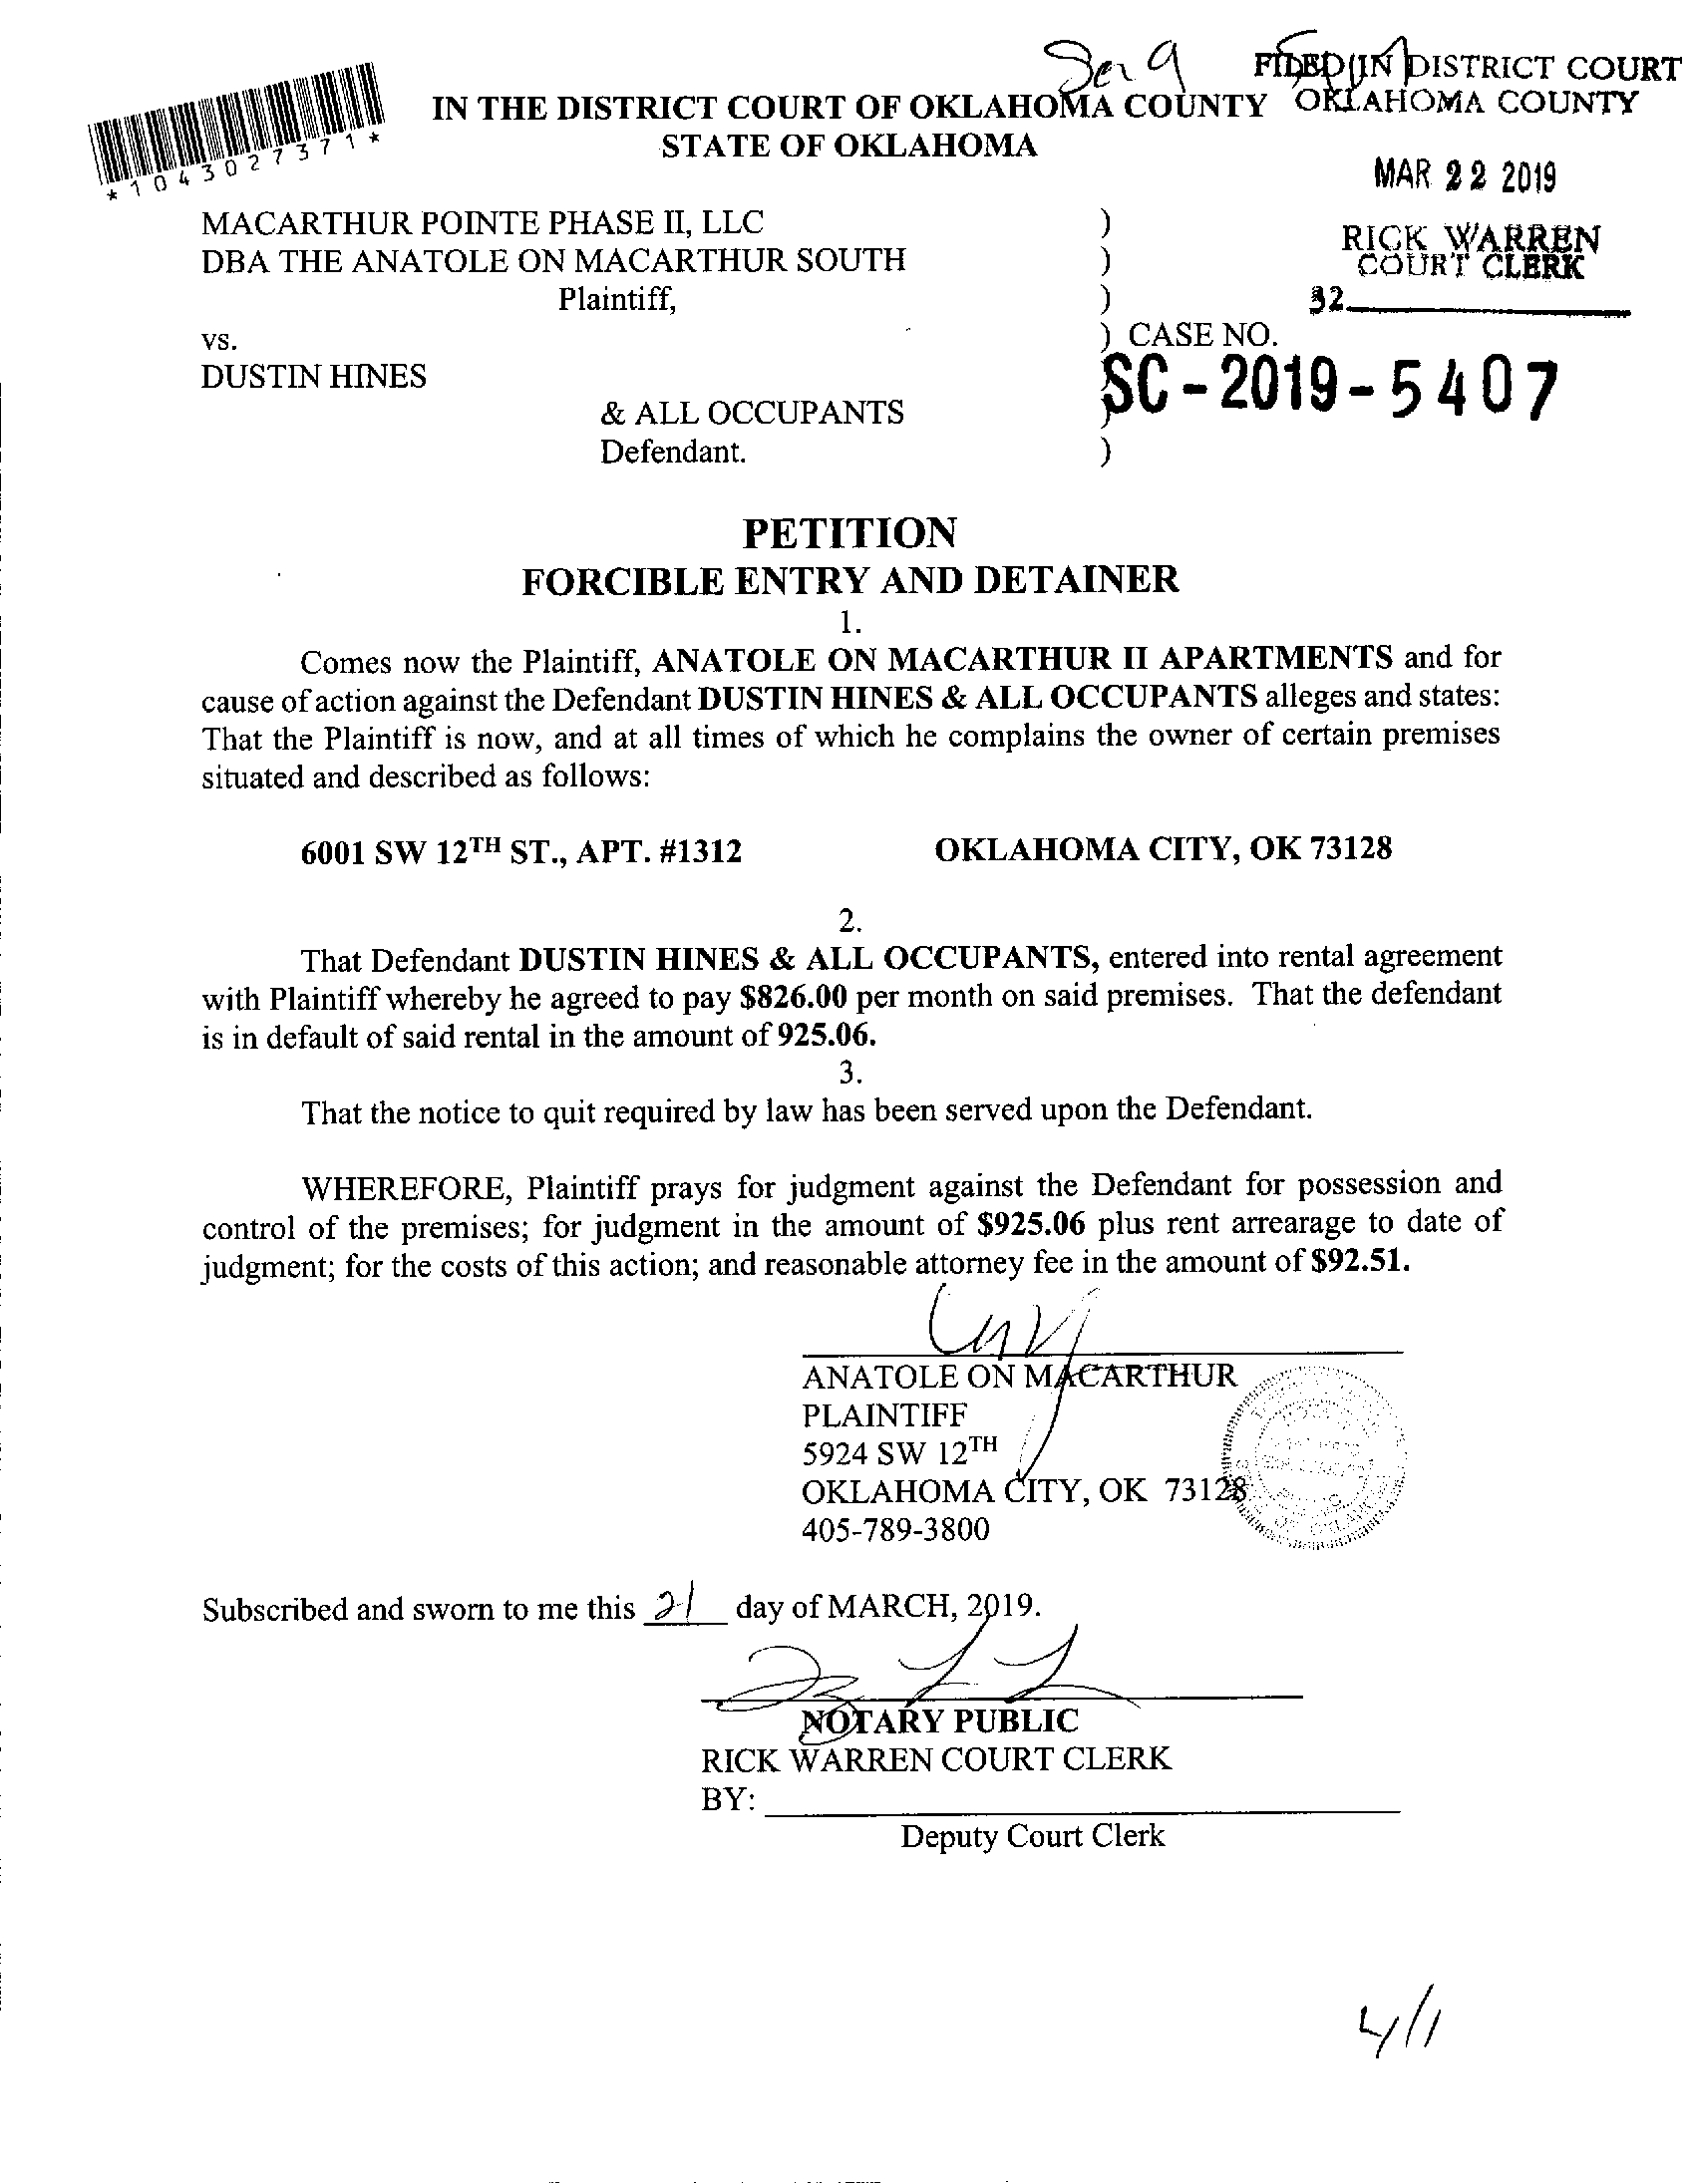 *1043027371*
FILED IN DISTRICT COURT
OKLAHOMA COUNTY
IN THE DISTRICT COURT OF OKLAHOMA COUNTY
STATE OF OKLAHOMA
MAR 22 2019
RICK WARREN
COURT CLERK
32
MACARTHUR POINTE PHASE II, LLC )
DBA THE ANATOLE ON MACARTHUR SOUTH )
Plaintiff, )
vs. ) CASE NO.
DUSTIN HINES
SC-2019-5407
& ALL OCCUPANTS )
Defendant. )
PETITION
FORCIBLE ENTRY AND DETAINER
1.
Comes now the Plaintiff, ANATOLE ON MACARTHUR II APARTMENTS and for
cause of action against the Defendant DUSTIN HINES & ALL OCCUPANTS alleges and states:
That the Plaintiff is now, and at all times of which he complains the owner of certain premises
situated and described as follows:
6001 SW 12TH ST., APT. #1312 OKLAHOMA CITY, OK 73128
2.
That Defendant DUSTIN HINES & ALL OCCUPANTS, entered into rental agreement
with Plaintiff whereby he agreed to pay $826.00 per month on said premises. That the defendant
is in default of said rental in the amount of 925.06.
3.
That the notice to quit required by law has been served upon the Defendant.
WHEREFORE, Plaintiff prays for judgment against the Defendant for possession and
control of the premises; for judgment in the amount of $925.06 plus rent arrearage to date of
judgment; for the costs of this action; and reasonable attorney fee in the amount of $92.51.
ANATOLE ON MACARTHUR
PLAINTIFF
5924 SW 12TH
OKLAHOMA CITY, OK 73128
405-789-3800
Subscribed and sworn to me this 21 day of MARCH, 2019.
NOTARY PUBLIC
RICK WARREN COURT CLERK
BY:
Deputy Court Clerk
4/1